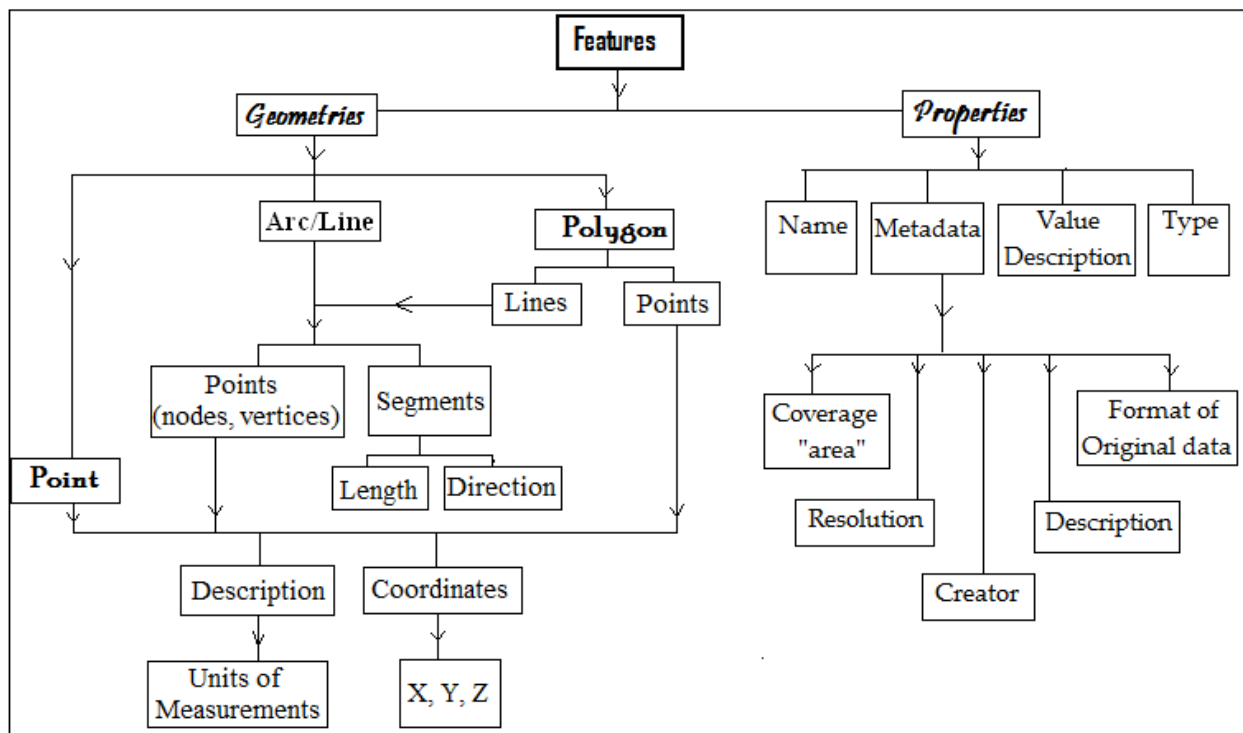 Features
Geometries
Properties
Arc/Line
Polygon
Name
Metadata
Value
Description
Type
Lines
Points
Points
(nodes, vertices)
Segments
Coverage
"area"
Format of
Original data
Point
Length
Direction
Resolution
Description
Description
Coordinates
Creator
Units of
Measurements
X, Y, Z